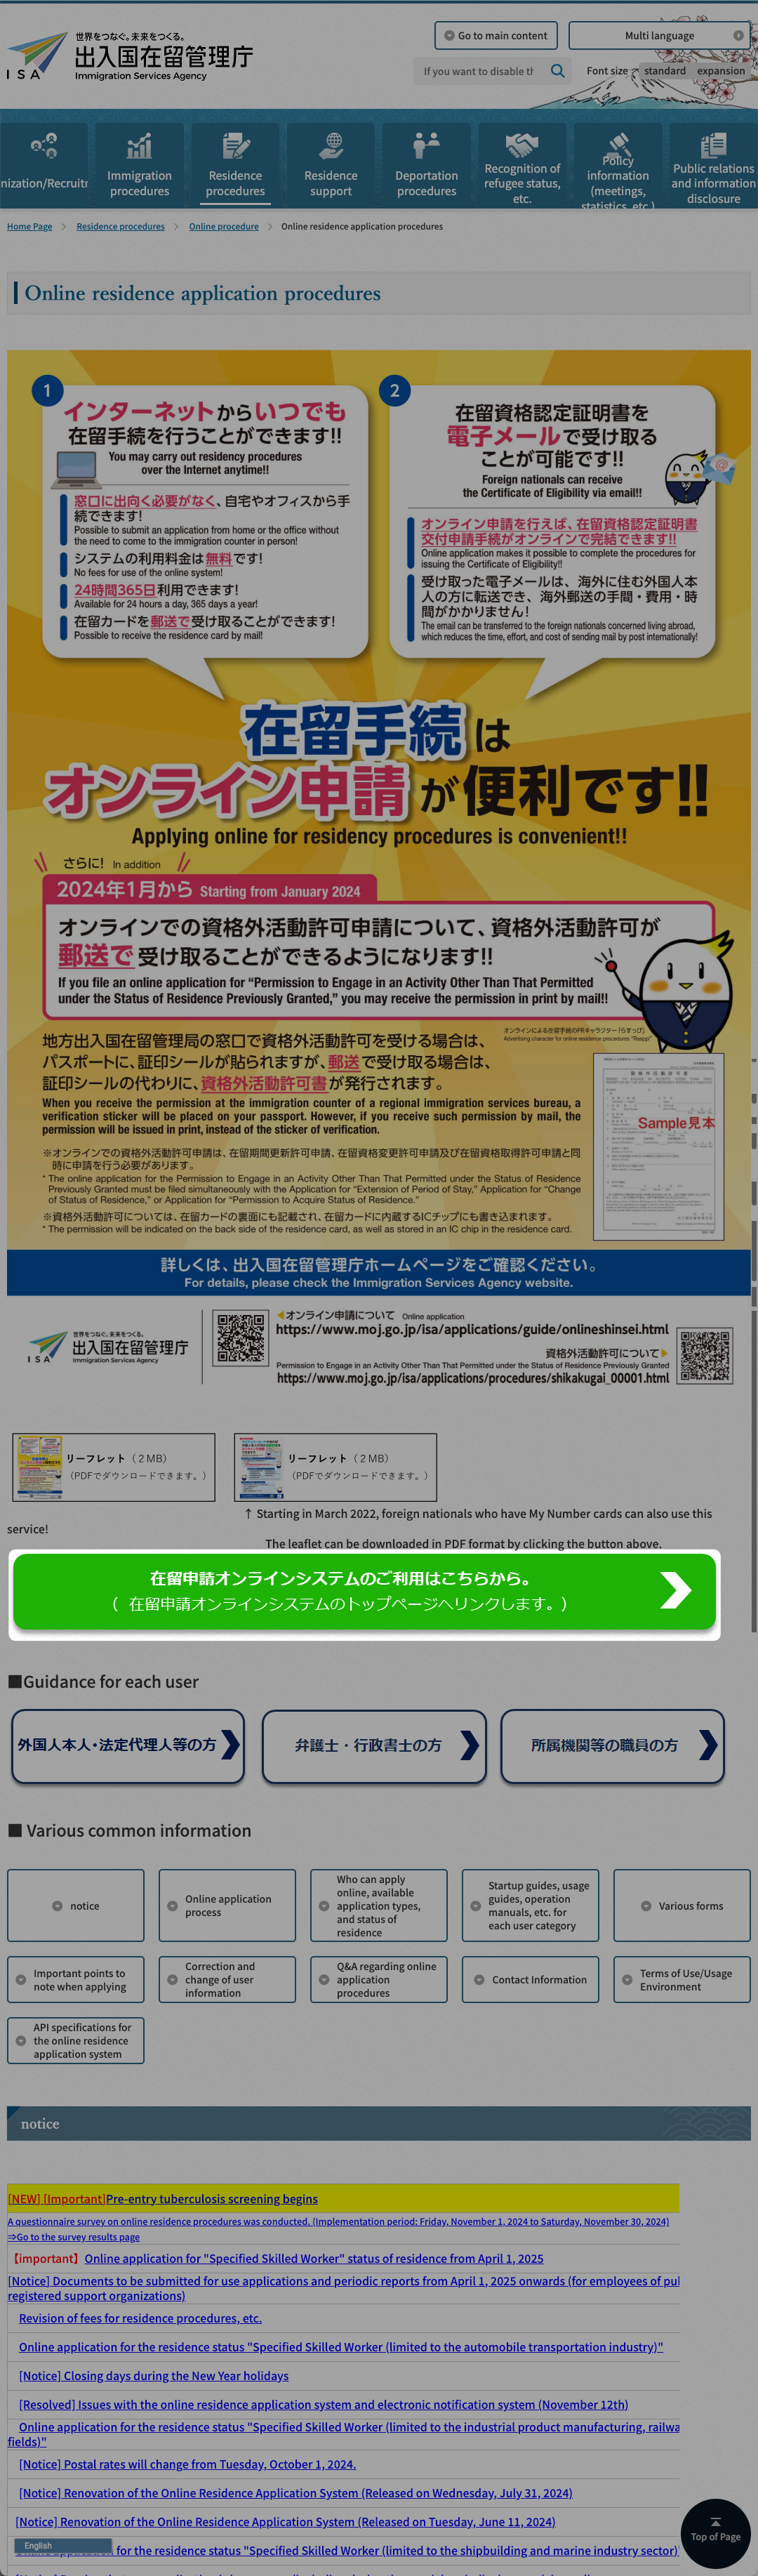 世界をつなぐ。未来をつくる。
出入国在留管理庁
ISA
Immigration Services Agency
Go to main content
Multi language
If you want to disable th
Font size
standard
expansion
nization/Recruitr
Immigration
procedures
Residence
procedures
Residence
support
Deportation
procedures
Recognition of
refugee status,
etc.
Policy
information
(meetings,
statistics, etc.)
Public relations
and information
disclosure
Home Page
Residence procedures
Online procedure
Online residence application procedures
Online residence application procedures
1
インターネットからいつでも
在留手続を行うことができます!!
You may carry out residency procedures
over the Internet anytime!!
窓口に出向く必要がなく、自宅やオフィスから手
続できます!
Possible to submit an application from home or the office without
the need to come to the immigration counter in person!
システムの利用料金は無料です!
No fees for use of the online system!
24時間365日利用できます!
Available for 24 hours a day, 365 days a year!
在留カードを郵送で受け取ることができます!
Possible to receive the residence card by mail!
2
在留資格認定証明書を
電子メールで受け取る
ことが可能です!!
Foreign nationals can receive
the Certificate of Eligibility via email!!
オンライン申請を行えば、在留資格認定証明書
交付申請手続がオンラインで完結できます!!
Online application makes it possible to complete the procedures for
issuing the Certificate of Eligibility!!
受け取った電子メールは、海外に住む外国人本
人の方に転送でき、海外郵送の手間・費用・時
間がかかりません!
The email can be transferred to the foreign nationals concerned living abroad,
which reduces the time, effort, and cost of sending mail by post internationally!
在留手続は
オンライン申請が便利です!!
Applying online for residency procedures is convenient!!
さらに! In addition
2024年1月から Starting from January 2024
オンラインでの資格外活動許可申請について、資格外活動許可が
郵送で受け取ることができるようになります!
If you file an online application for “Permission to Engage in an Activity Other Than That Permitted
under the Status of Residence Previously Granted,” you may receive the permission in print by mail!!
オンラインによる在留手続のPRキャラクター「らすっぴ」
Advertising character for online residence procedures “Rasupi”
地方出入国在留管理局の窓口で資格外活動許可を受ける場合は、
パスポートに、証印シールが貼られますが、郵送で受け取る場合は、
証印シールの代わりに、資格外活動許可書が発行されます。
When you receive the permission at the immigration counter of a regional immigration services bureau, a
verification sticker will be placed on your passport. However, if you receive such permission by mail, the
permission will be issued in print, instead of the sticker of verification.
Sample見本
※オンラインでの資格外活動許可申請は、在留期間更新許可申請、在留資格変更許可申請及び在留資格取得許可申請と同
時に申請を行う必要があります。
* The online application for the Permission to Engage in an Activity Other Than That Permitted under the Status of Residence
Previously Granted must be filed simultaneously with the Application for “Extension of Period of Stay,” Application for “Change
of Status of Residence,” or Application for “Permission to Acquire Status of Residence.”
※資格外活動許可については、在留カードの裏面にも記載され、在留カードに内蔵するICチップにも書き込まれます。
* The permission will be indicated on the back side of the residence card, as well as stored in an IC chip in the residence card.
詳しくは、出入国在留管理庁ホームページをご確認ください。
For details, please check the Immigration Services Agency website.
世界をつなぐ。未来をつくる。
出入国在留管理庁
ISA
Immigration Services Agency
◀オンライン申請について Online application
https://www.moj.go.jp/isa/applications/guide/onlineshinsei.html
資格外活動許可について▶
Permission to Engage in an Activity Other Than That Permitted under the Status of Residence Previously Granted
https://www.moj.go.jp/isa/applications/procedures/shikakugai_00001.html
リーフレット（２MB）
（PDFでダウンロードできます。）
リーフレット（２MB）
（PDFでダウンロードできます。）
↑ Starting in March 2022, foreign nationals who have My Number cards can also use this
service!
The leaflet can be downloaded in PDF format by clicking the button above.
在留申請オンラインシステムのご利用はこちらから。
（ 在留申請オンラインシステムのトップページへリンクします。）
■Guidance for each user
外国人本人・法定代理人等の方
弁護士・行政書士の方
所属機関等の職員の方
■ Various common information
notice
Online application
process
Who can apply
online, available
application types,
and status of
residence
Startup guides, usage
guides, operation
manuals, etc. for
each user category
Various forms
Important points to
note when applying
Correction and
change of user
information
Q&A regarding online
application
procedures
Contact Information
Terms of Use/Usage
Environment
API specifications for
the online residence
application system
notice
[NEW] [Important]Pre-entry tuberculosis screening begins
A questionnaire survey on online residence procedures was conducted. (Implementation period: Friday, November 1, 2024 to Saturday, November 30, 2024)
⇒Go to the survey results page
【important】Online application for "Specified Skilled Worker" status of residence from April 1, 2025
[Notice] Documents to be submitted for use applications and periodic reports from April 1, 2025 onwards (for employees of pul
registered support organizations)
Revision of fees for residence procedures, etc.
Online application for the residence status "Specified Skilled Worker (limited to the automobile transportation industry)"
[Notice] Closing days during the New Year holidays
[Resolved] Issues with the online residence application system and electronic notification system (November 12th)
Online application for the residence status "Specified Skilled Worker (limited to the industrial product manufacturing, railwa
fields)"
[Notice] Postal rates will change from Tuesday, October 1, 2024.
[Notice] Renovation of the Online Residence Application System (Released on Wednesday, July 31, 2024)
[Notice] Renovation of the Online Residence Application System (Released on Tuesday, June 11, 2024)
for the residence status "Specified Skilled Worker (limited to the shipbuilding and marine industry sector)"
English
Top of Page